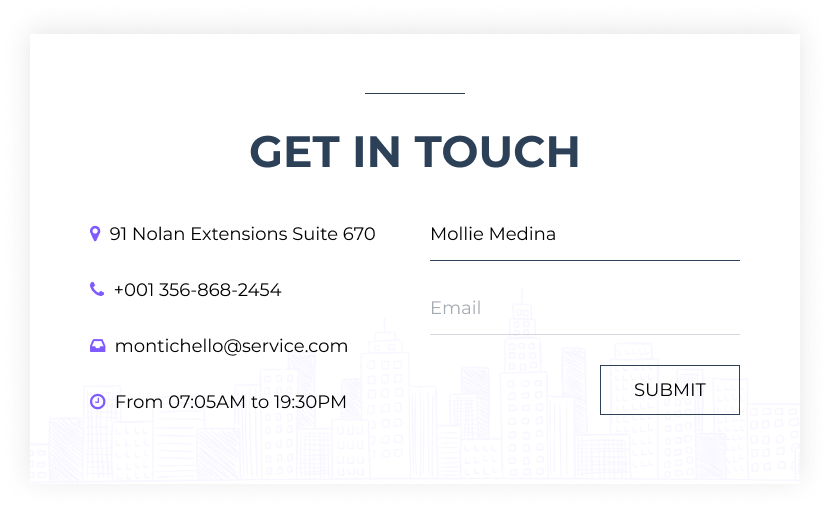 GET IN TOUCH
91 Nolan Extensions Suite 670
+001 356-868-2454
montichello@service.com
From 07:05AM to 19:30PM
Mollie Medina
Email
SUBMIT